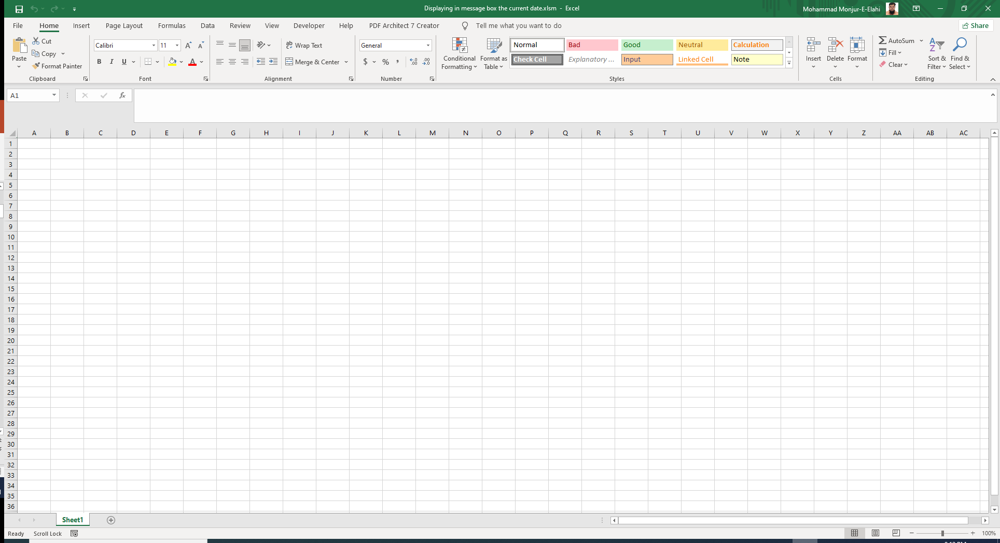 Displaying in message box the current date.xlsm - Excel
Mohammad Monjur-E-Elahi
File Home Insert Page Layout Formulas Data Review View Developer Help PDF Architect 7 Creator Tell me what you want to do Share
Paste
Cut
Copy
Format Painter
Clipboard
Calibri 11
B I U
Font
Wrap Text
Merge & Center
Alignment
General
$ % ,
Number
Conditional
Formatting
Format as
Table
Normal Bad Good Neutral Calculation
Check Cell Explanatory ... Input Linked Cell Note
Styles
Insert Delete Format
Cells
AutoSum
Fill
Clear
Sort &
Filter
Find &
Select
Editing
A1
fx
A B C D E F G H I J K L M N O P Q R S T U V W X Y Z AA AB AC
1
2
3
4
5
6
7
8
9
10
11
12
13
14
15
16
17
18
19
20
21
22
23
24
25
26
27
28
29
30
31
32
33
34
35
36
Sheet1
Ready Scroll Lock 100%